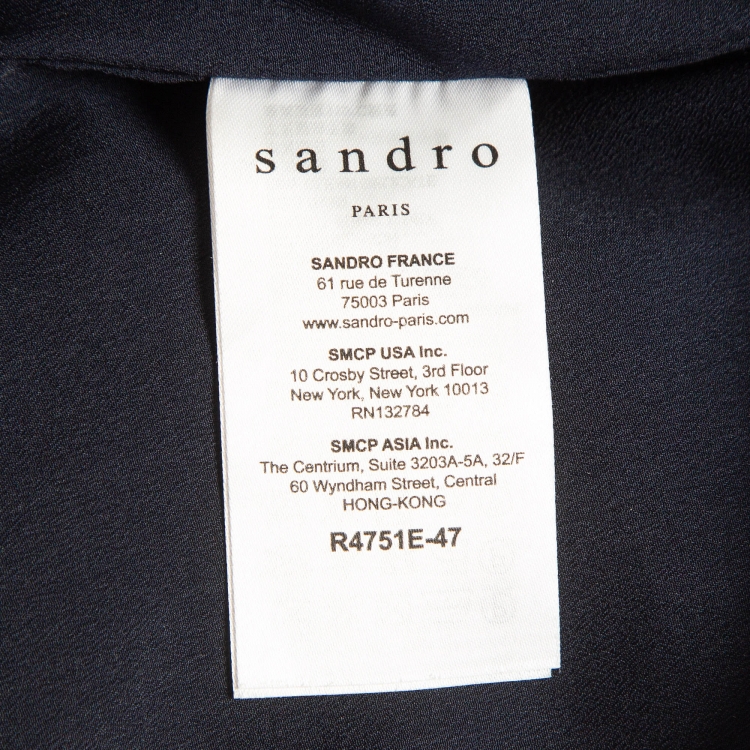 sandro
PARIS
SANDRO FRANCE
61 rue de Turenne
75003 Paris
www.sandro-paris.com
SMCP USA Inc.
10 Crosby Street, 3rd Floor
New York, New York 10013
RN132784
SMCP ASIA Inc.
The Centrium, Suite 3203A-5A, 32/F
60 Wyndham Street, Central
HONG-KONG
R4751E-47